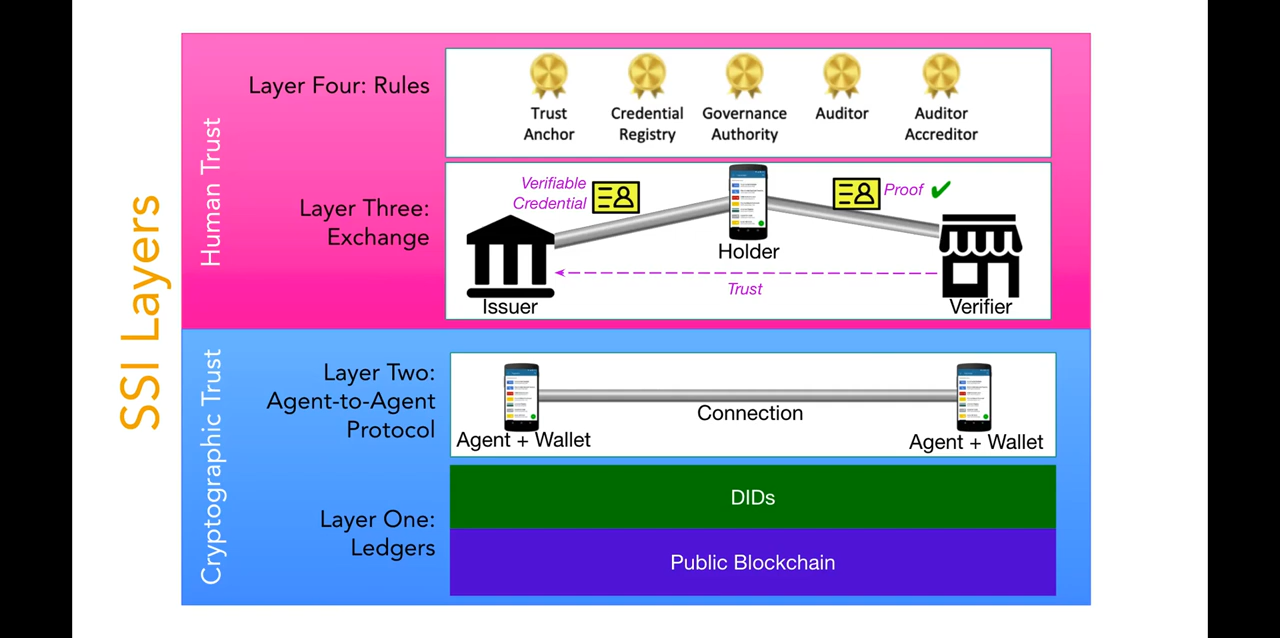 SSI Layers
Human Trust
Layer Four: Rules
Trust
Anchor
Credential
Registry
Governance
Authority
Auditor
Auditor
Accreditor
Layer Three:
Exchange
Verifiable
Credential
Proof
Holder
Trust
Issuer
Verifier
Cryptographic Trust
Layer Two:
Agent-to-Agent
Protocol
Connection
Agent + Wallet
Agent + Wallet
Layer One:
Ledgers
DIDs
Public Blockchain